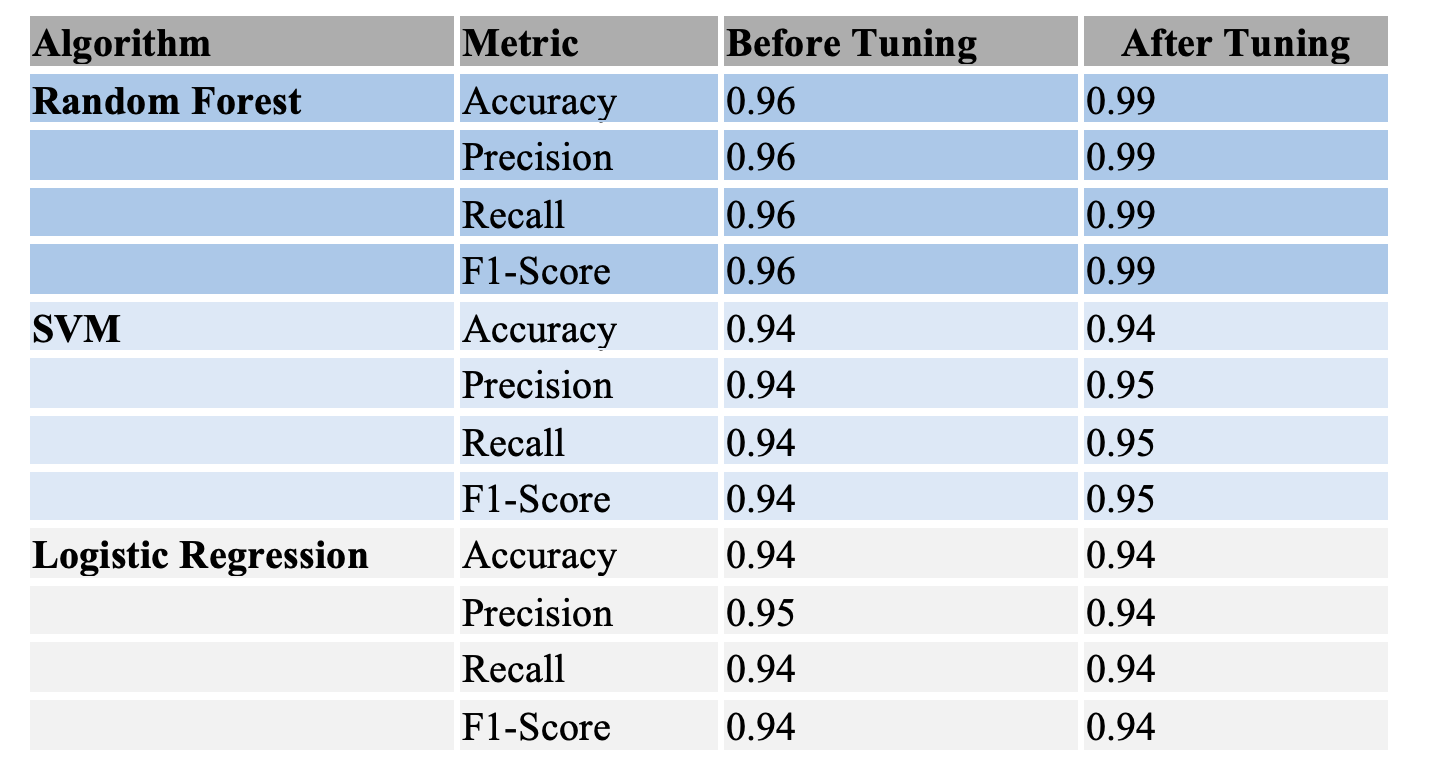 Algorithm Metric Before Tuning After Tuning
Random Forest Accuracy 0.96 0.99
Precision 0.96 0.99
Recall 0.96 0.99
F1-Score 0.96 0.99
SVM Accuracy 0.94 0.94
Precision 0.94 0.95
Recall 0.94 0.95
F1-Score 0.94 0.95
Logistic Regression Accuracy 0.94 0.94
Precision 0.95 0.94
Recall 0.94 0.94
F1-Score 0.94 0.94